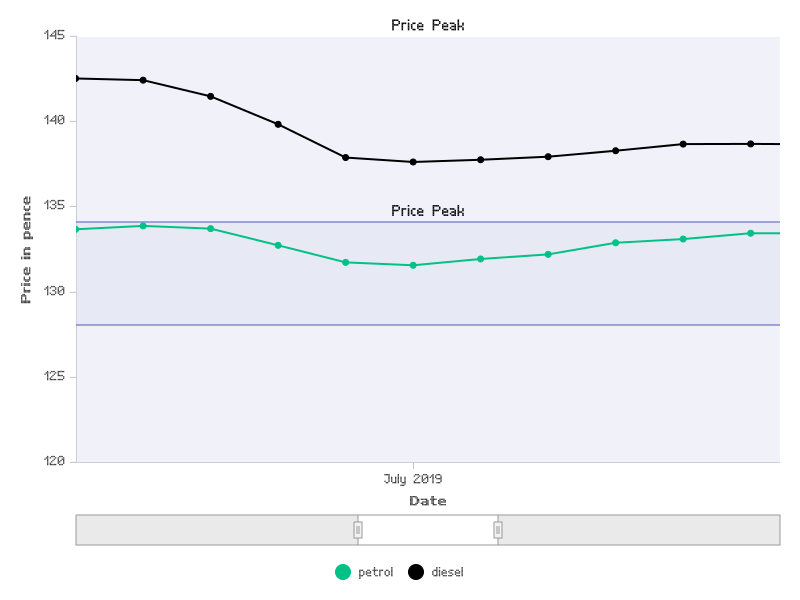 Price Peak
145
140
135
130
125
120
Price in pence
Price Peak
July 2019
Date
petrol
diesel